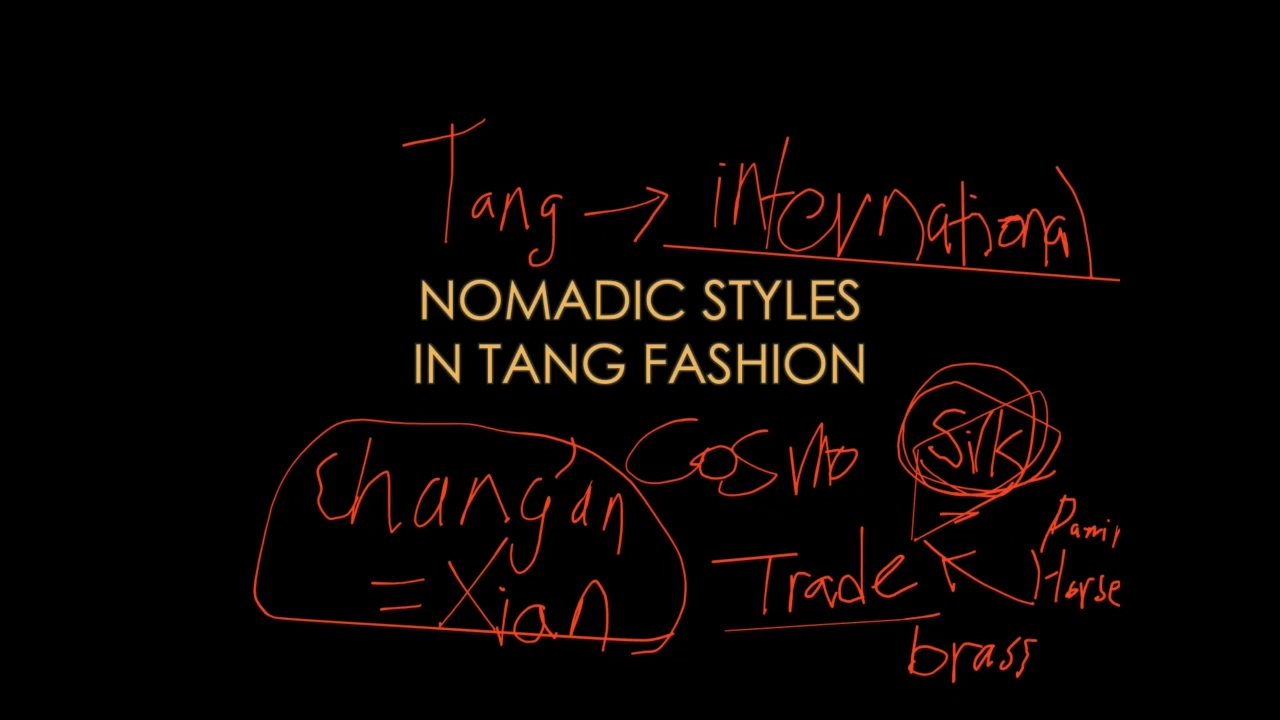 Tang → international
NOMADIC STYLES
IN TANG FASHION
Chang'an
= Xian
Cosmo
Silk
=
Trade
Horse
brass